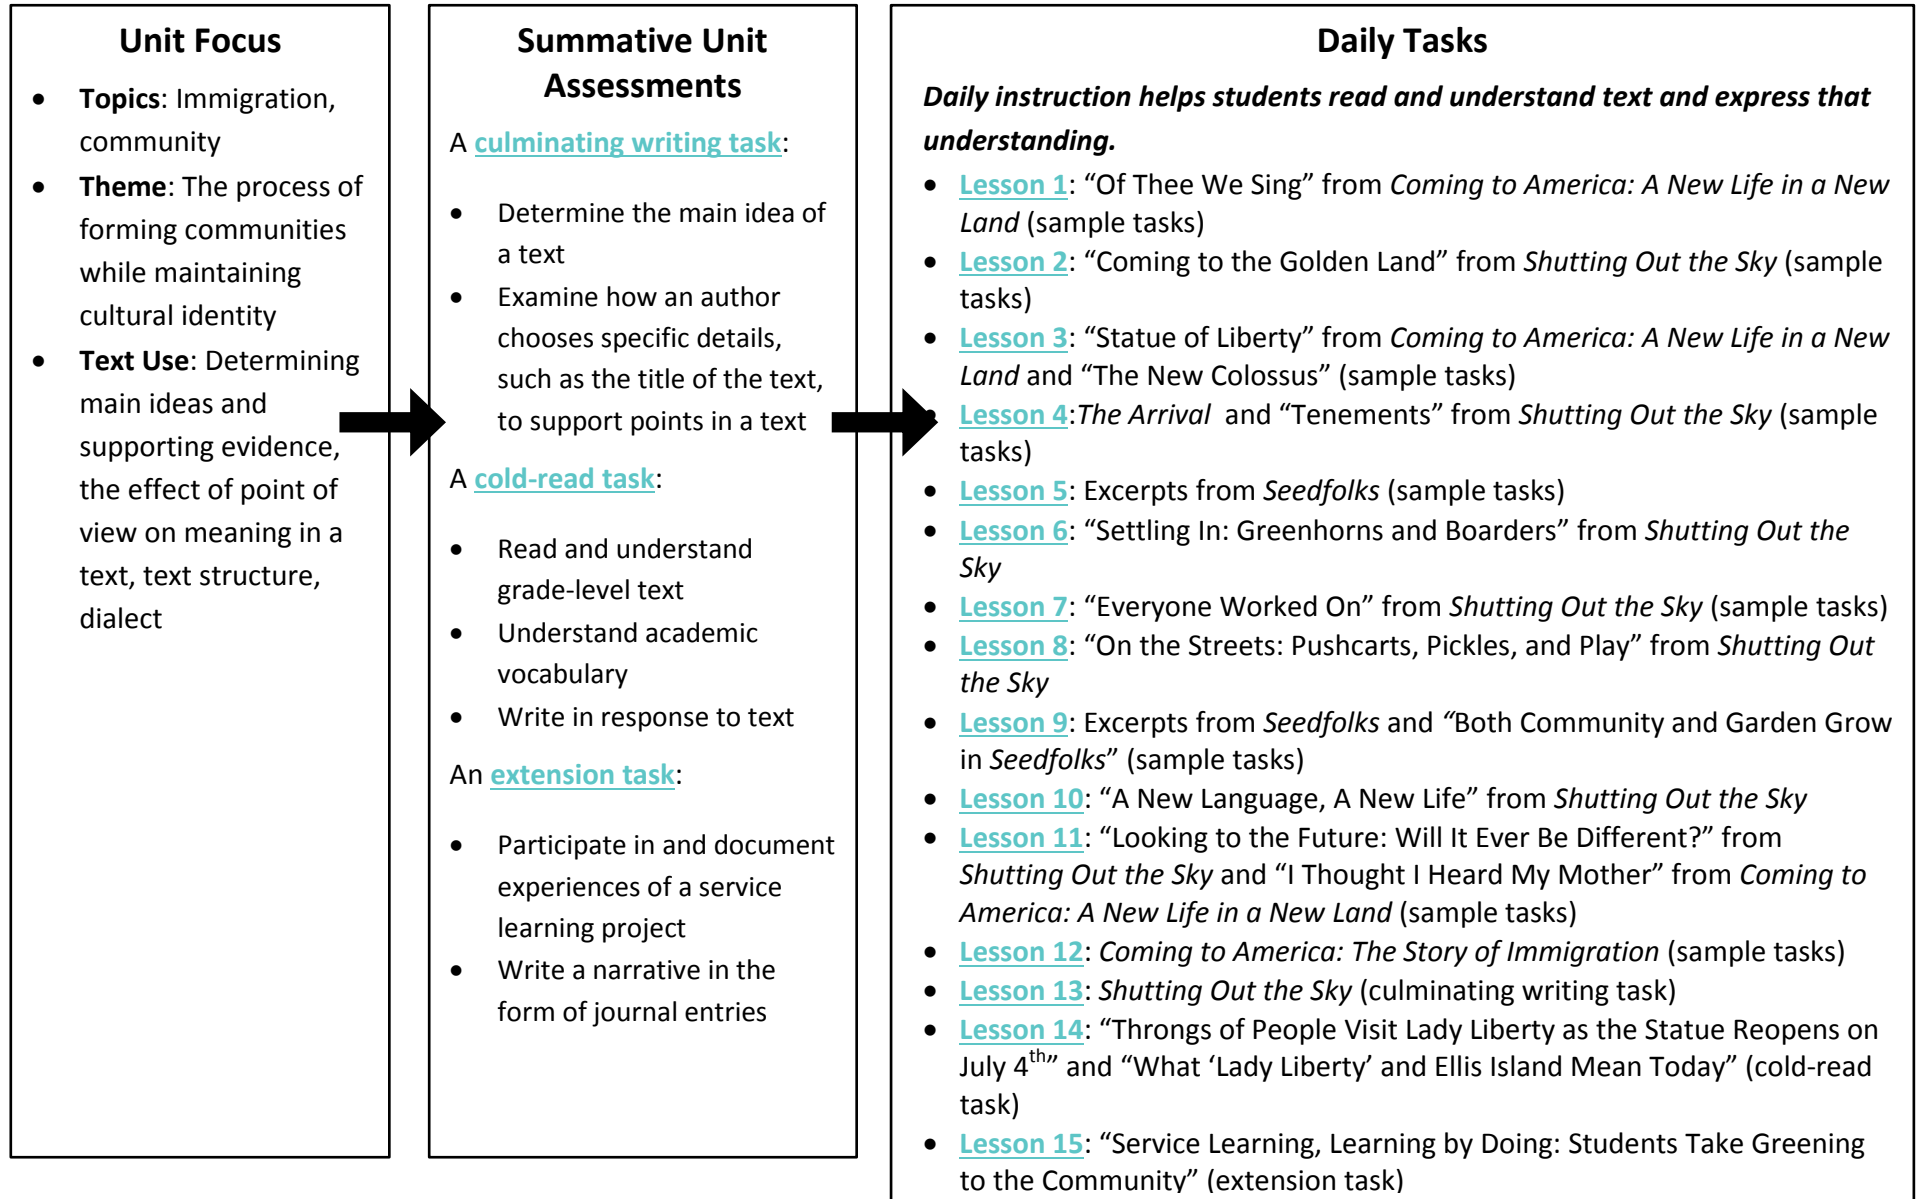 Unit Focus
• Topics: Immigration,
community
• Theme: The process of
forming communities
while maintaining
cultural identity
• Text Use: Determining
main ideas and
supporting evidence,
the effect of point of
view on meaning in a
text, text structure,
dialect
Summative Unit
Assessments
A culminating writing task:
• Determine the main idea of
a text
• Examine how an author
chooses specific details,
such as the title of the text,
to support points in a text
A cold-read task:
• Read and understand
grade-level text
• Understand academic
vocabulary
• Write in response to text
An extension task:
• Participate in and document
experiences of a service
learning project
• Write a narrative in the
form of journal entries
Daily Tasks
Daily instruction helps students read and understand text and express that
understanding.
• Lesson 1: “Of Thee We Sing” from Coming to America: A New Life in a New
Land (sample tasks)
• Lesson 2: “Coming to the Golden Land” from Shutting Out the Sky (sample
tasks)
• Lesson 3: “Statue of Liberty” from Coming to America: A New Life in a New
Land and “The New Colossus” (sample tasks)
• Lesson 4:The Arrival and “Tenements” from Shutting Out the Sky (sample
tasks)
• Lesson 5: Excerpts from Seedfolks (sample tasks)
• Lesson 6: “Settling In: Greenhorns and Boarders” from Shutting Out the
Sky
• Lesson 7: “Everyone Worked On” from Shutting Out the Sky (sample tasks)
• Lesson 8: “On the Streets: Pushcarts, Pickles, and Play” from Shutting Out
the Sky
• Lesson 9: Excerpts from Seedfolks and “Both Community and Garden Grow
in Seedfolks” (sample tasks)
• Lesson 10: “A New Language, A New Life” from Shutting Out the Sky
• Lesson 11: “Looking to the Future: Will It Ever Be Different?” from
Shutting Out the Sky and “I Thought I Heard My Mother” from Coming to
America: A New Life in a New Land (sample tasks)
• Lesson 12: Coming to America: The Story of Immigration (sample tasks)
• Lesson 13: Shutting Out the Sky (culminating writing task)
• Lesson 14: “Throngs of People Visit Lady Liberty as the Statue Reopens on
July 4th” and “What ‘Lady Liberty’ and Ellis Island Mean Today” (cold-read
task)
• Lesson 15: “Service Learning, Learning by Doing: Students Take Greening
to the Community” (extension task)